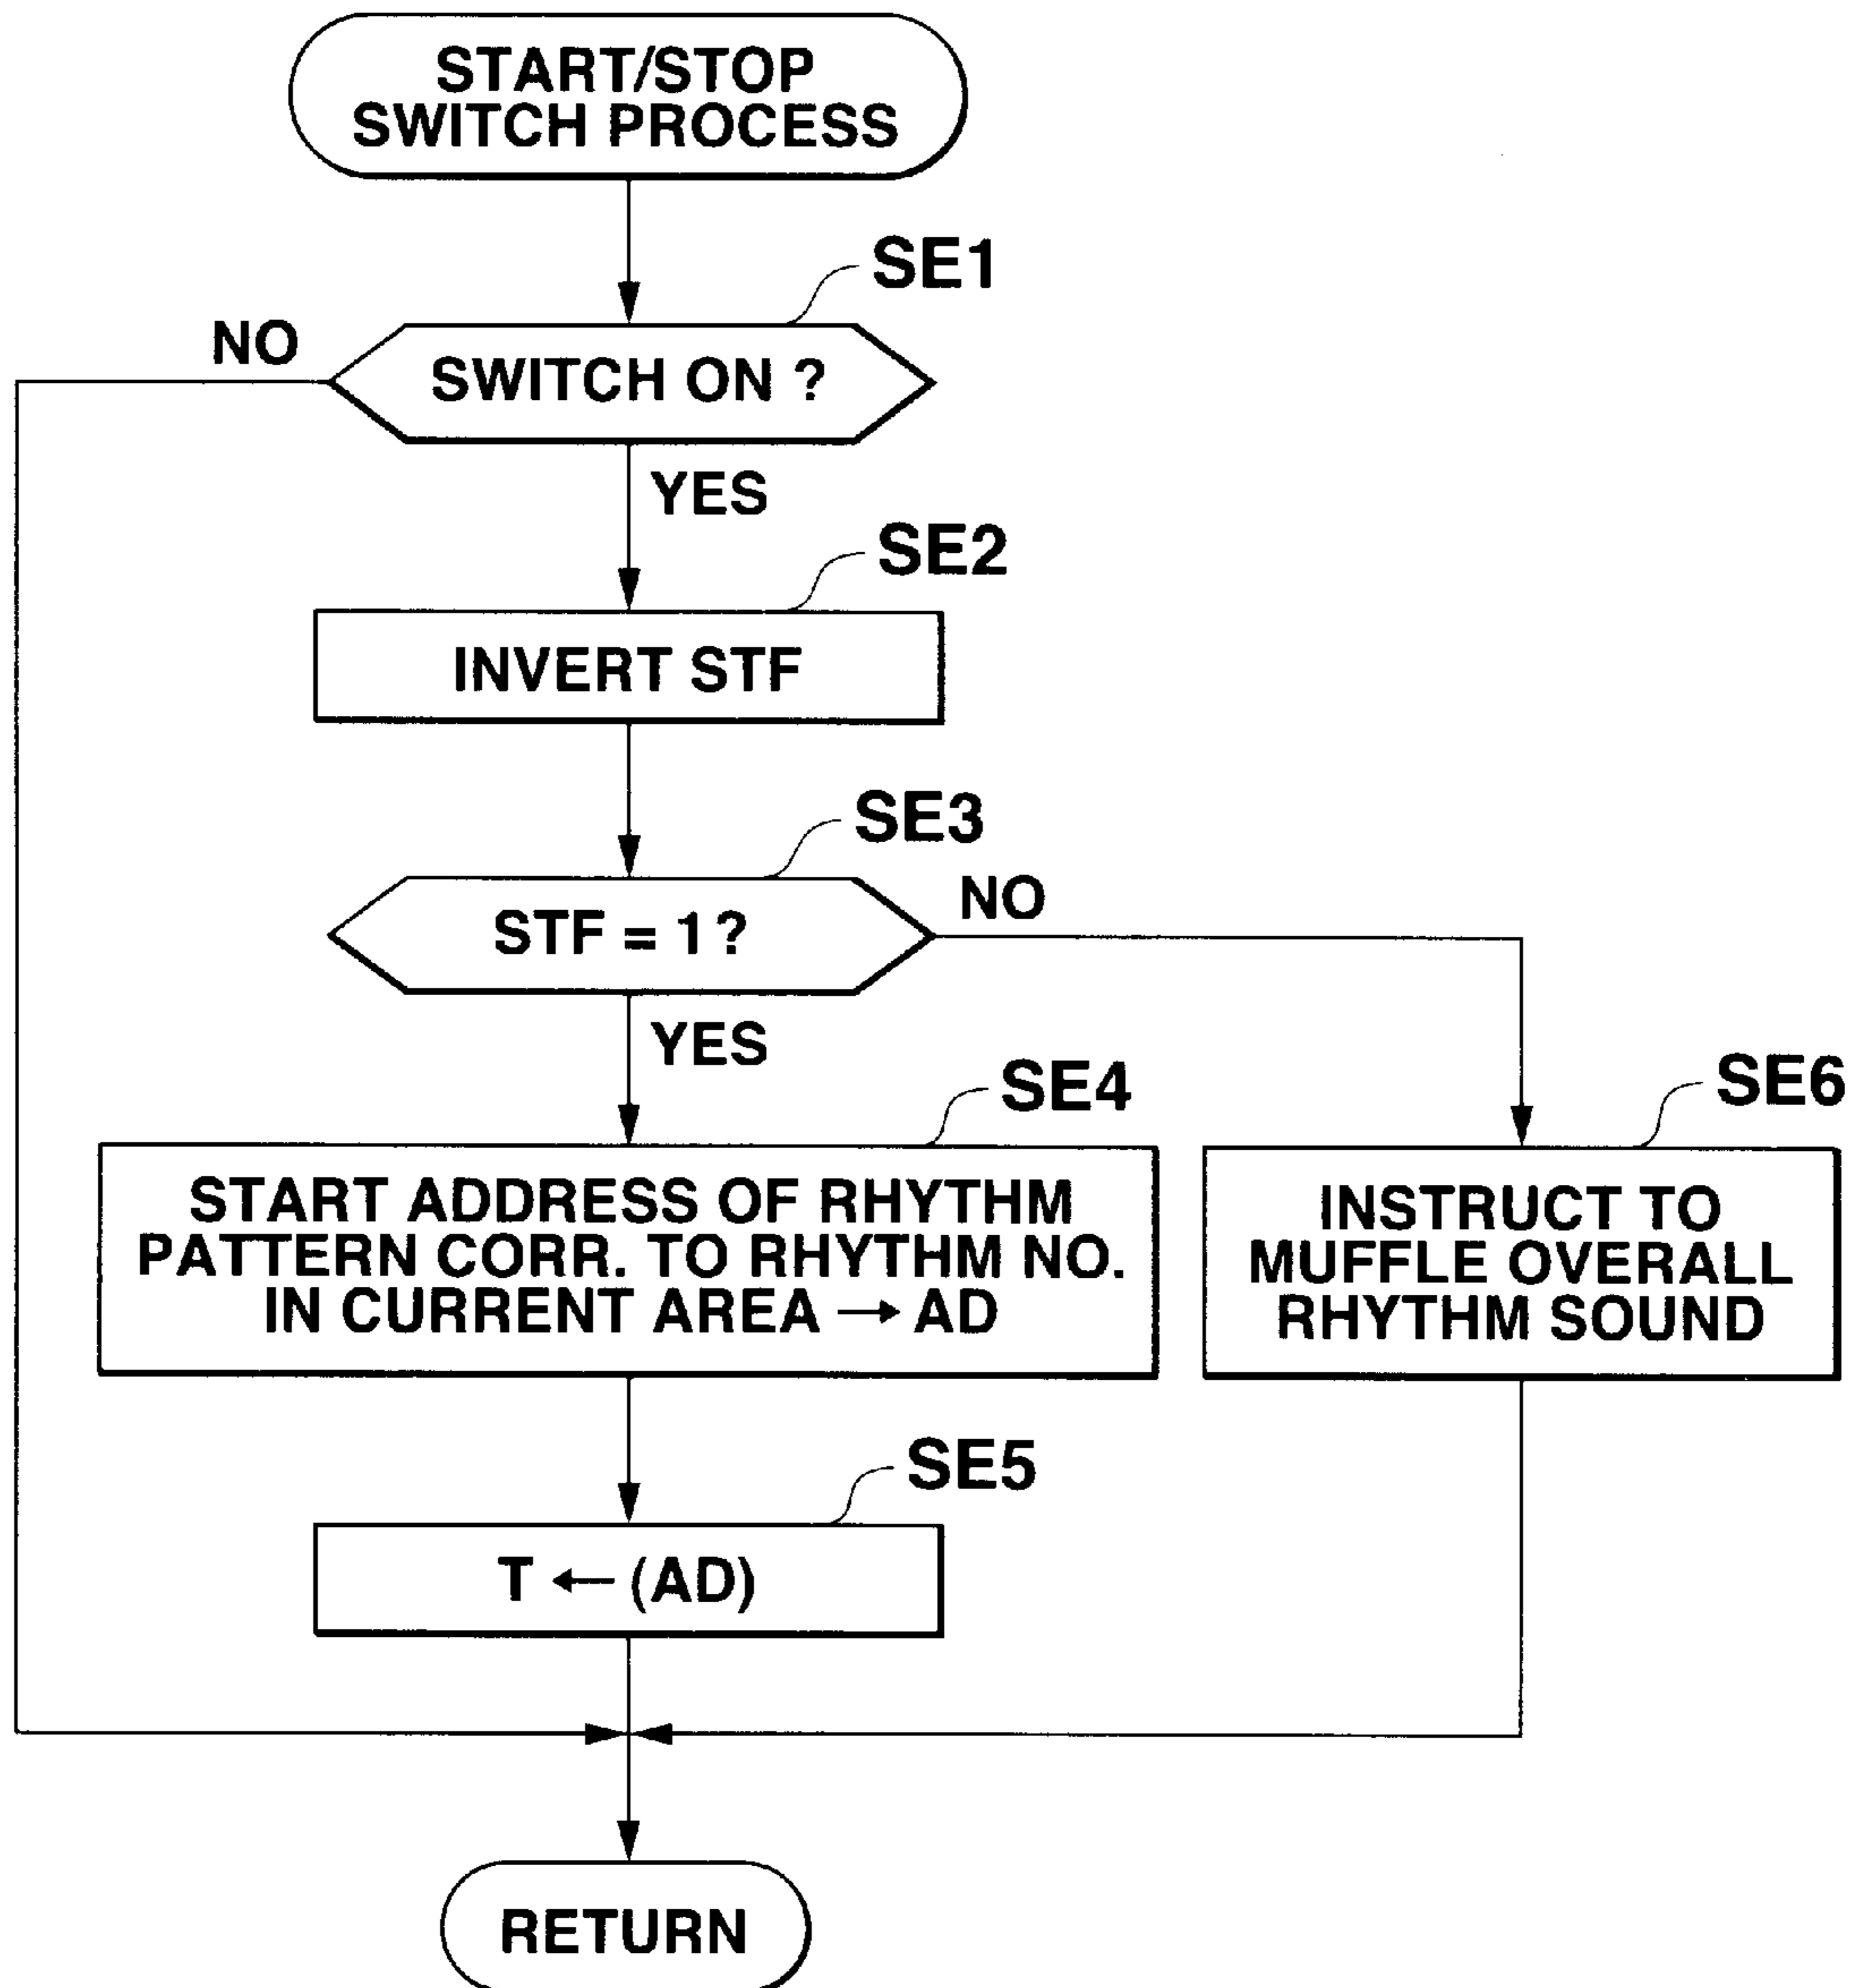 START/STOP
SWITCH PROCESS
SE1
NO
SWITCH ON ?
YES
SE2
INVERT STF
SE3
NO
STF = 1?
YES
SE4
SE6
START ADDRESS OF RHYTHM
PATTERN CORR. TO RHYTHM NO.
IN CURRENT AREA → AD
INSTRUCT TO
MUFFLE OVERALL
RHYTHM SOUND
SE5
T ← (AD)
RETURN